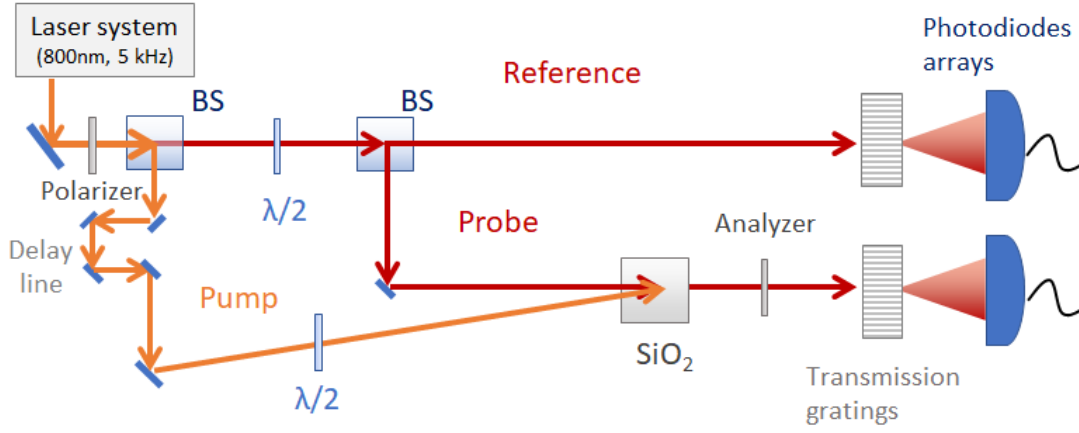 Laser system
(800nm, 5 kHz)
Photodiodes
arrays
Reference
BS
BS
Polarizer
λ/2
Probe
Analyzer
Delay
line
Pump
SiO₂
λ/2
Transmission
gratings